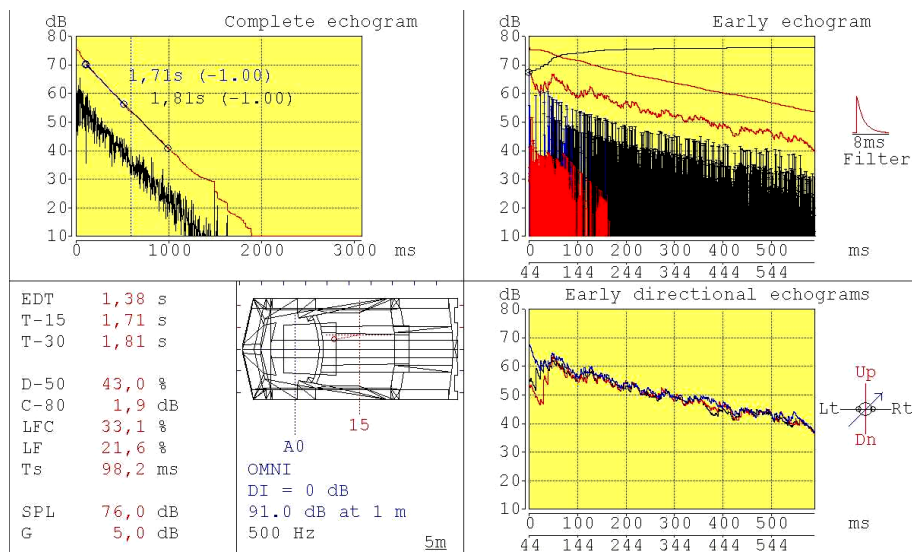 dB Complete echogram
80
70
60
50
40
30
20
10
1,71s (-1.00)
1,81s (-1.00)
0 1000 2000 3000 ms
dB Early echogram
80
70
60
50
40
30
20
10
0 100 200 300 400 500 ms
44 144 244 344 444 544
8ms
Filter
EDT 1,38 s
T-15 1,71 s
T-30 1,81 s
D-50 43,0 %
C-80 1,9 dB
LFC 33,1 %
LF 21,6 %
Ts 98,2 ms
SPL 76,0 dB
G 5,0 dB
15
A0
OMNI
DI = 0 dB
91.0 dB at 1 m
500 Hz
5m
dB Early directional echograms
80
70
60
50
40
30
20
10
0 100 200 300 400 500 ms
44 144 244 344 444 544
Up
Lt Rt
Dn